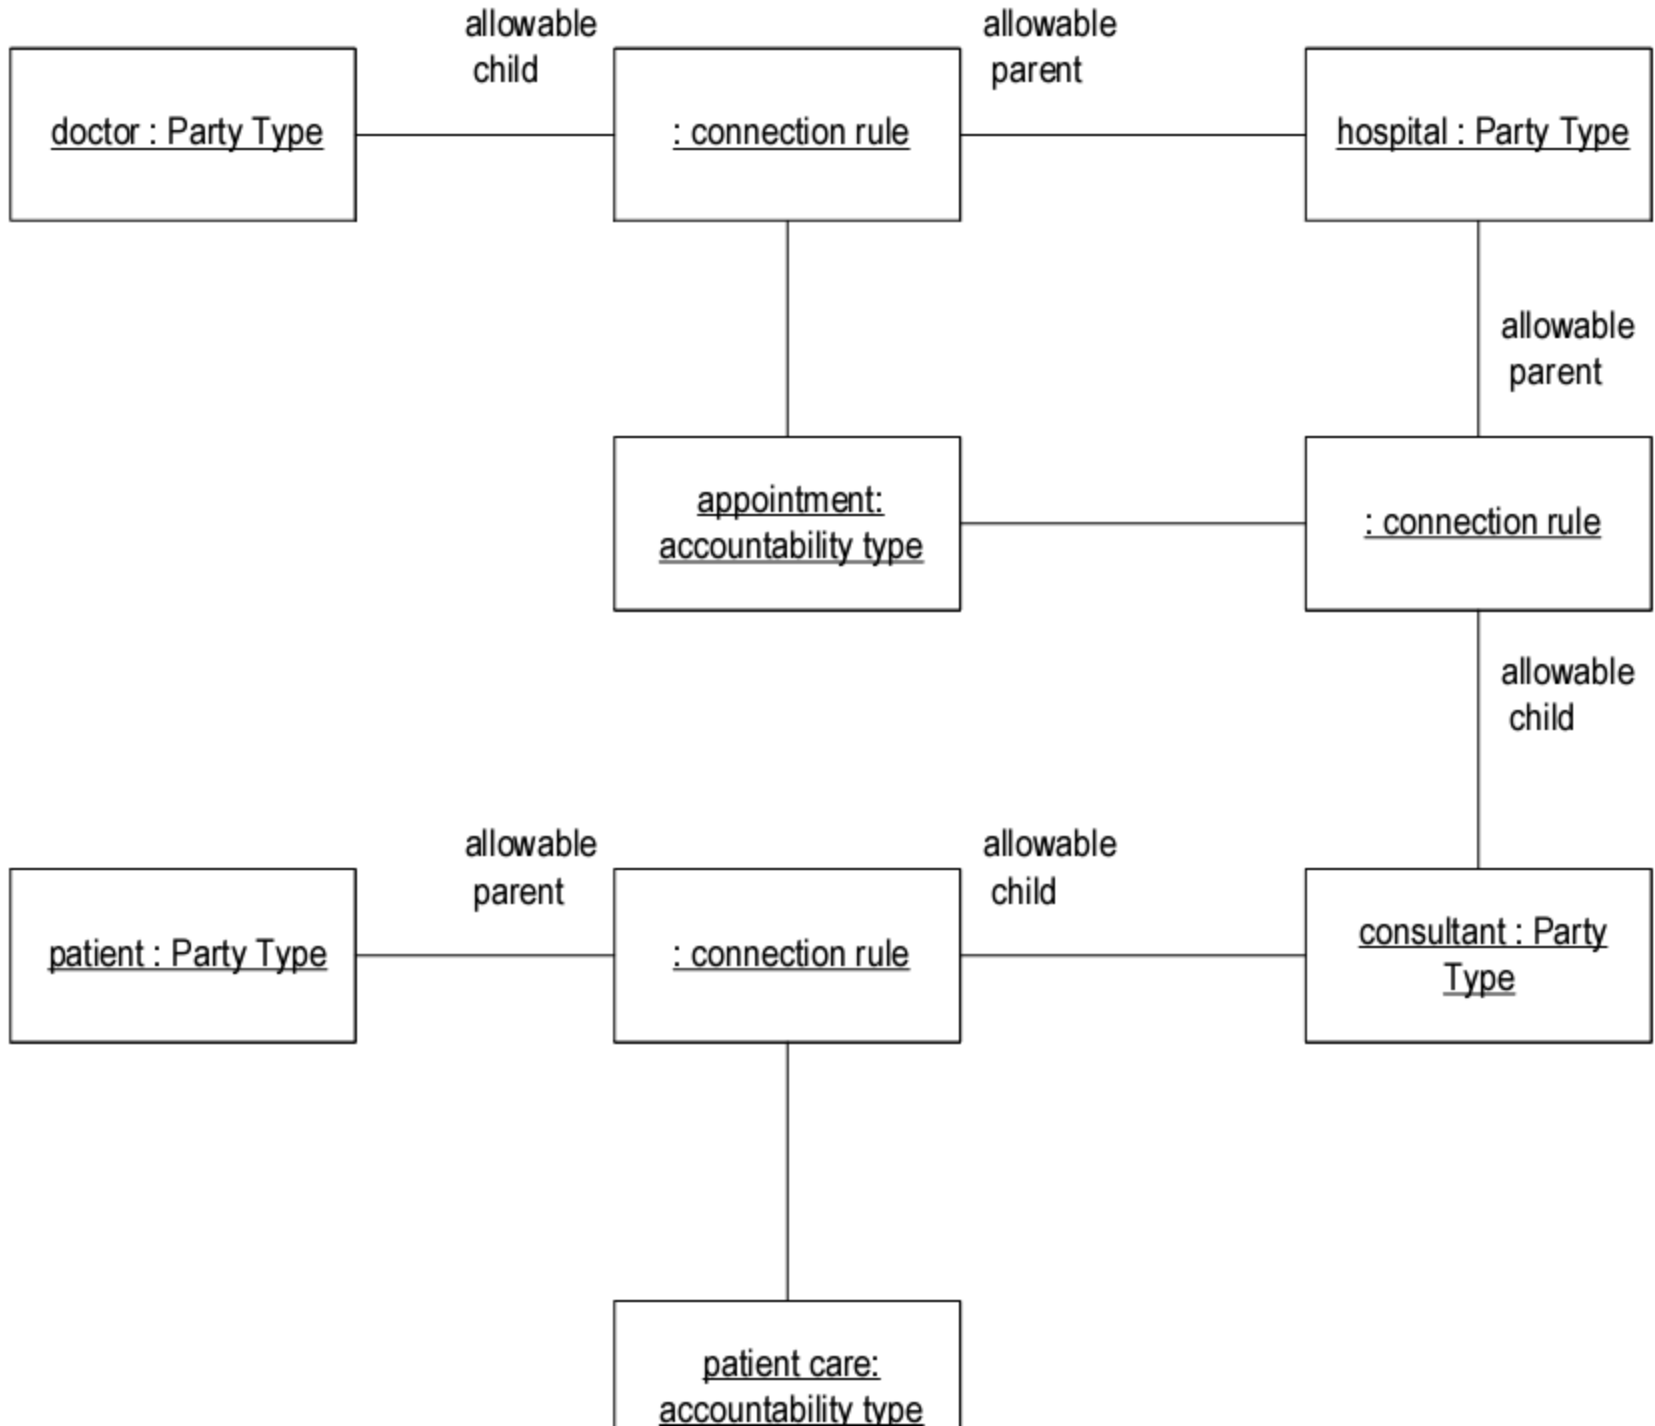 allowable
child
allowable
parent
doctor : Party Type
: connection rule
hospital : Party Type
allowable
parent
appointment:
accountability type
: connection rule
allowable
child
allowable
parent
allowable
child
patient : Party Type
: connection rule
consultant : Party
Type
patient care:
accountability type